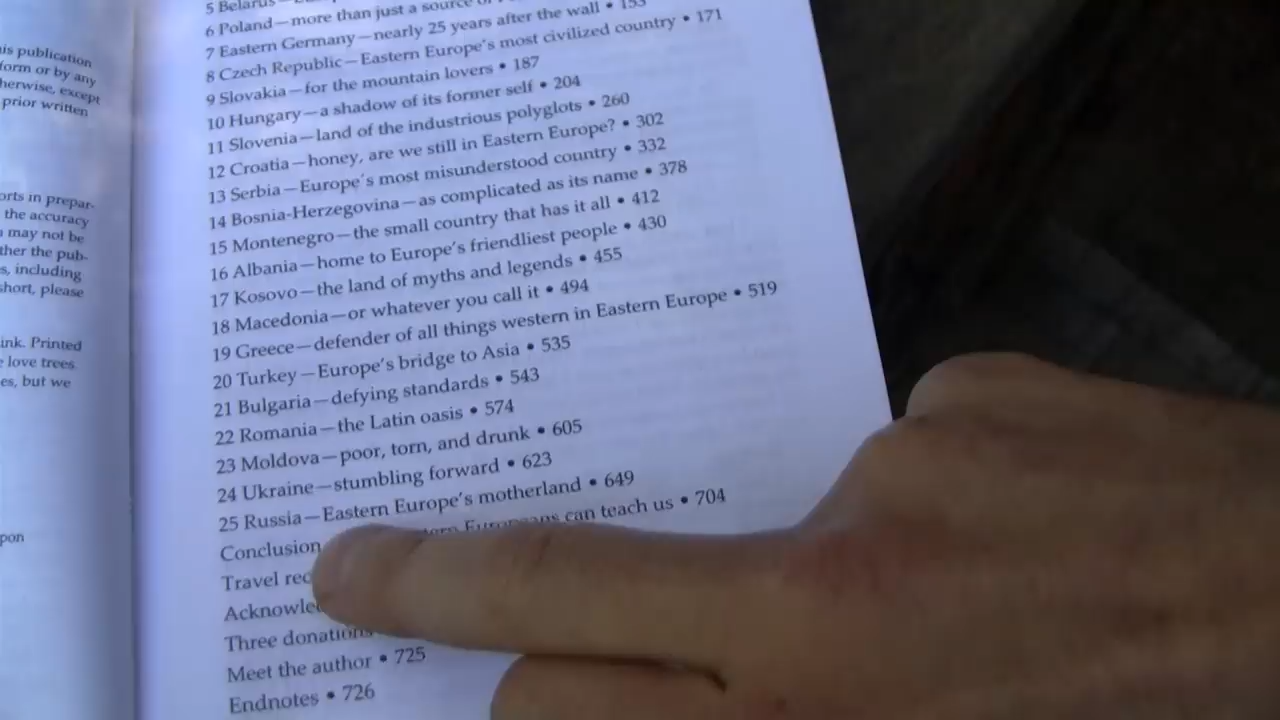 is publication
form or by any
herwise, except
prior written
orts in prepar-
the accuracy
may not be
ther the pub-
s, including
short, please
ink. Printed
love trees.
es, but we
pon
5 Belarus
6 Poland—more than just a source
7 Eastern Germany—nearly 25 years after the wall • 153
8 Czech Republic—Eastern Europe's most civilized country • 171
9 Slovakia—for the mountain lovers • 187
10 Hungary—a shadow of its former self • 204
11 Slovenia—land of the industrious polyglots • 260
12 Croatia—honey, are we still in Eastern Europe? • 302
13 Serbia—Europe's most misunderstood country • 332
14 Bosnia-Herzegovina—as complicated as its name • 378
15 Montenegro—the small country that has it all • 412
16 Albania—home to Europe's friendliest people • 430
17 Kosovo—the land of myths and legends • 455
18 Macedonia—or whatever you call it • 494
19 Greece—defender of all things western in Eastern Europe • 519
20 Turkey—Europe's bridge to Asia • 535
21 Bulgaria—defying standards • 543
22 Romania—the Latin oasis • 574
23 Moldova—poor, torn, and drunk • 605
24 Ukraine—stumbling forward • 623
25 Russia—Eastern Europe's motherland • 649
Conclusion Europeans can teach us • 704
Travel rec
Acknowle
Three donations
Meet the author • 725
Endnotes • 726